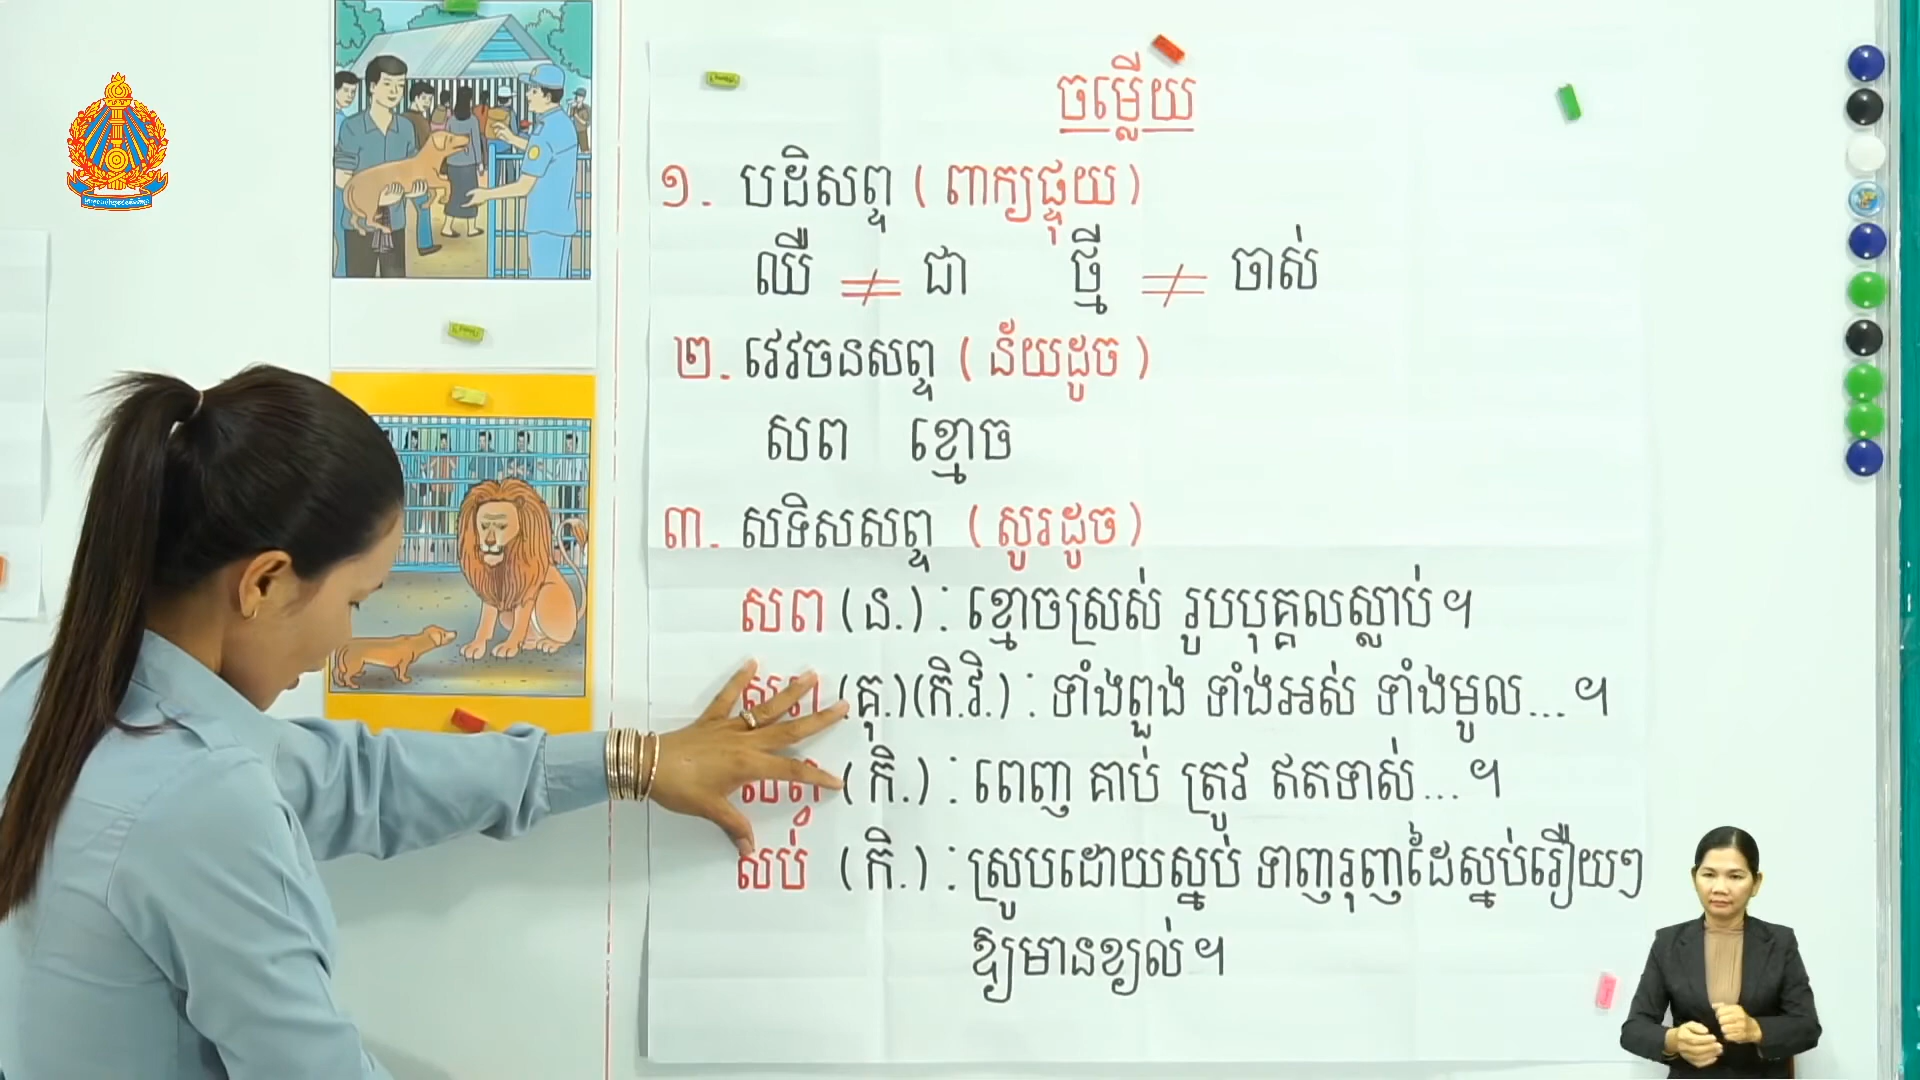 ចម្លើយ
១. បដិសព្ទ ( ពាក្យផ្ទុយ )
ឈឺ ≠ ជា ថ្មី ≠ ចាស់
២. វេវចនសព្ទ ( ន័យដូច )
សព ខ្មោច
៣. សទិសសព្ទ ( សូរដូច )
សព (ន.) : ខ្មោចស្រស់ រូបបុគ្គលស្លាប់។
(គុ.)(កិ.វិ.) : ទាំងពួង ទាំងអស់ ទាំងមូល...។
(កិ.) : ពេញ គាប់ ត្រូវ ឥតទាស់...។
សប់ (កិ.) : ស្រូបដោយស្នប់ ទាញរុញដៃស្នប់រឿយៗ
ឱ្យមានខ្យល់។